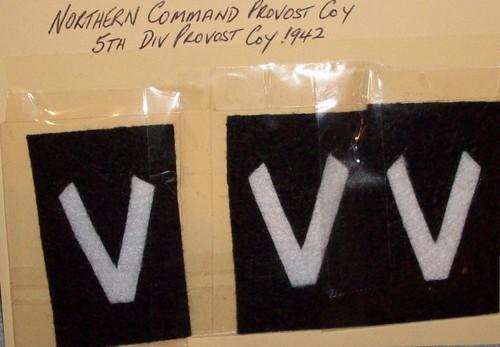 NORTHERN COMMAND PROVOST COY
5TH DIV PROVOST COY 1942
V V V